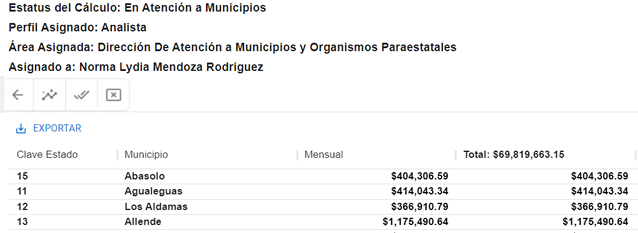 Estatus del Cálculo: En Atención a Municipios
Perfil Asignado: Analista
Área Asignada: Dirección De Atención a Municipios y Organismos Paraestatales
Asignado a: Norma Lydia Mendoza Rodriguez
EXPORTAR
Clave Estado Municipio Mensual Total: $69,819,663.15
15 Abasolo $404,306.59 $404,306.59
11 Agualeguas $414,043.34 $414,043.34
12 Los Aldamas $366,910.79 $366,910.79
13 Allende $1,175,490.64 $1,175,490.64